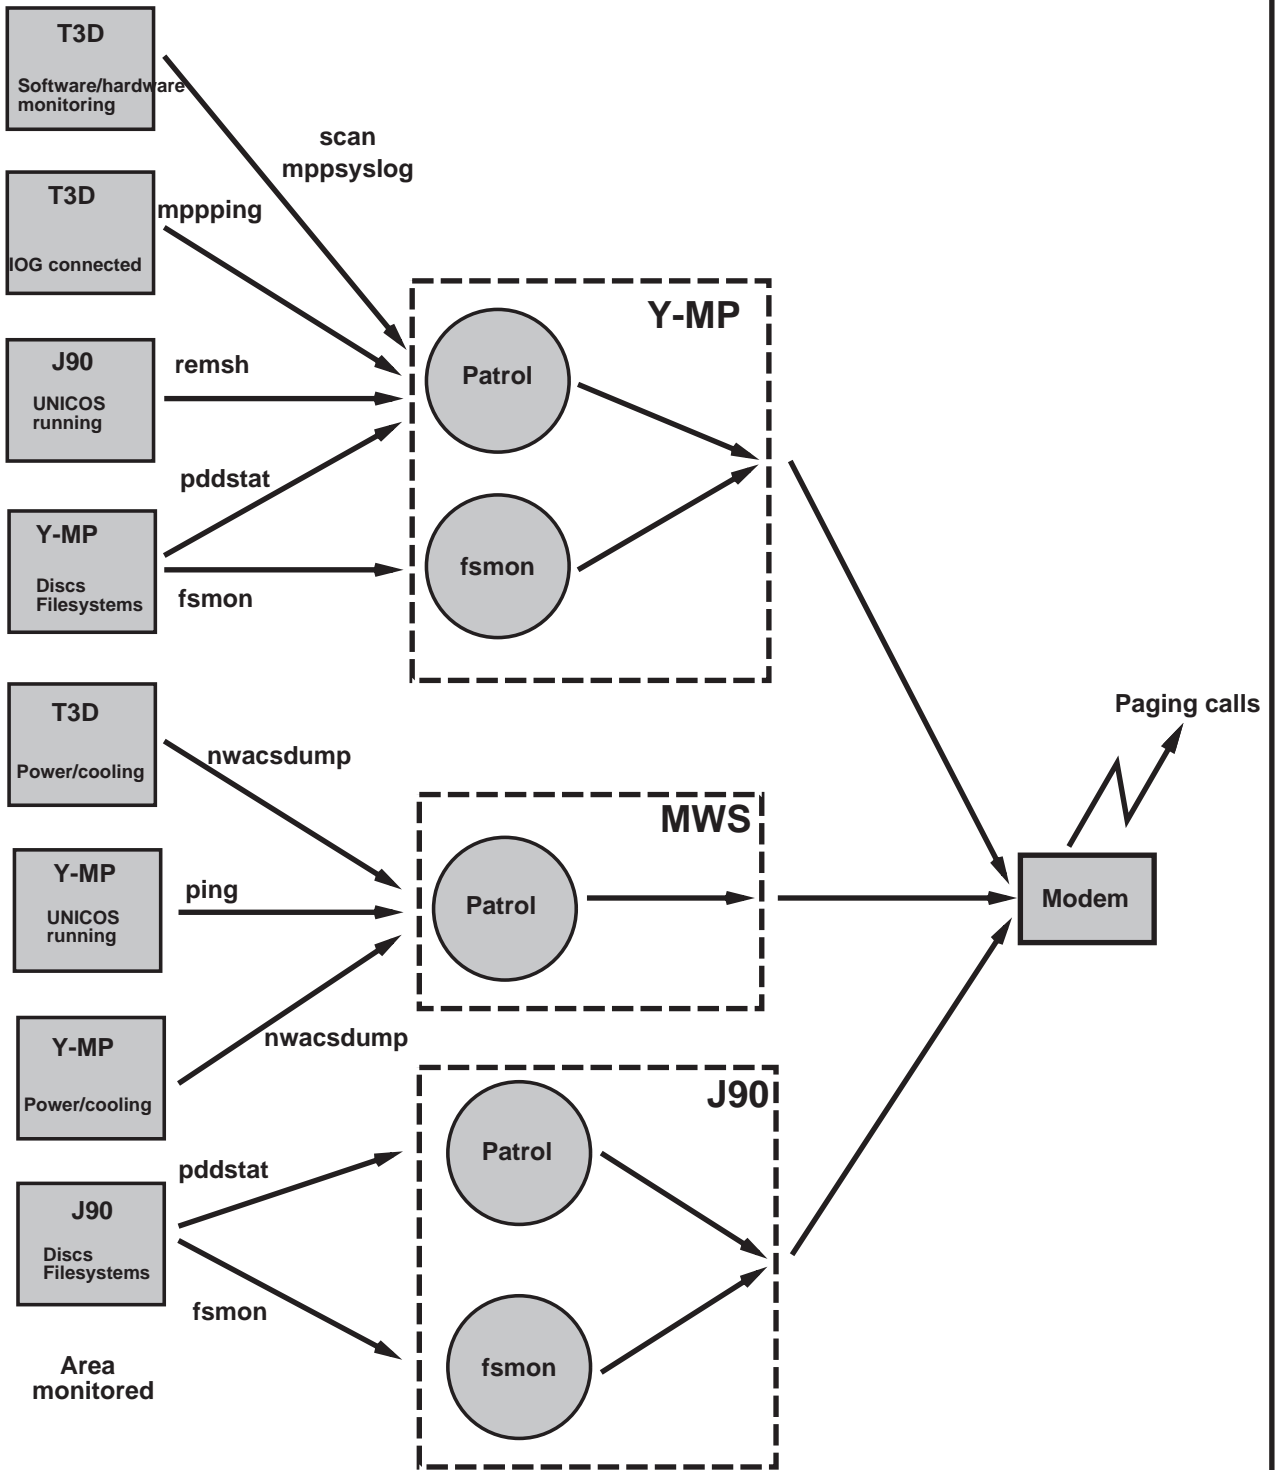 T3D
Software/hardware
monitoring
scan
mppsyslog
T3D
IOG connected
mppping
J90
UNICOS
running
remsh
Y-MP
Discs
Filesystems
pddstat
fsmon
Y-MP
Patrol
fsmon
T3D
Power/cooling
nwacsdump
Y-MP
UNICOS
running
ping
Y-MP
Power/cooling
nwacsdump
MWS
Patrol
Paging calls
Modem
J90
Discs
Filesystems
pddstat
fsmon
J90
Patrol
fsmon
Area
monitored